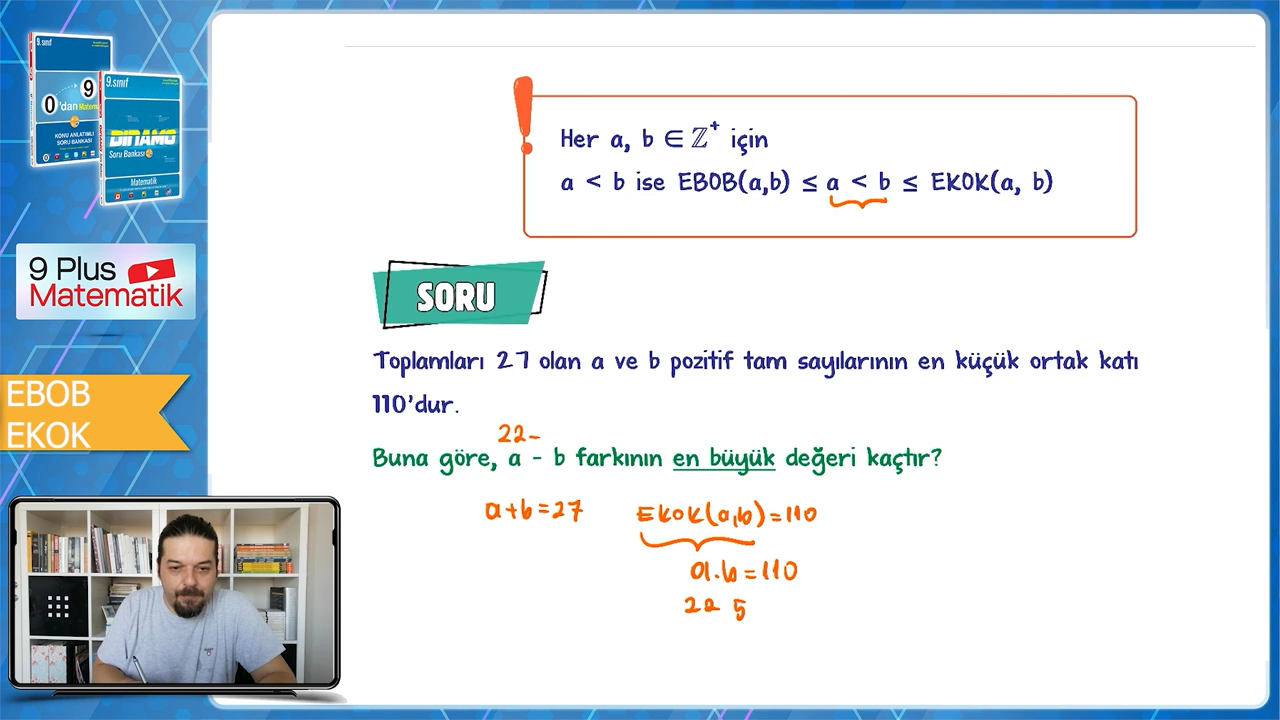 9.sınıf
0'dan Matem
9
KONU ANLATIMLI
SORU BANKASI
9.sınıf
DİNAMO
Soru Bankası
Matematik
9 Plus
Matematik
EBOB
EKOK
Her a, b ∈ ℤ⁺ için
a < b ise EBOB(a,b) ≤ a < b ≤ EKOK(a, b)
SORU
Toplamları 27 olan a ve b pozitif tam sayılarının en küçük ortak katı
110'dur.
22-
Buna göre, a - b farkının en büyük değeri kaçtır?
a+b=27 EKOK(a,b)=110
a.b=110
22 5